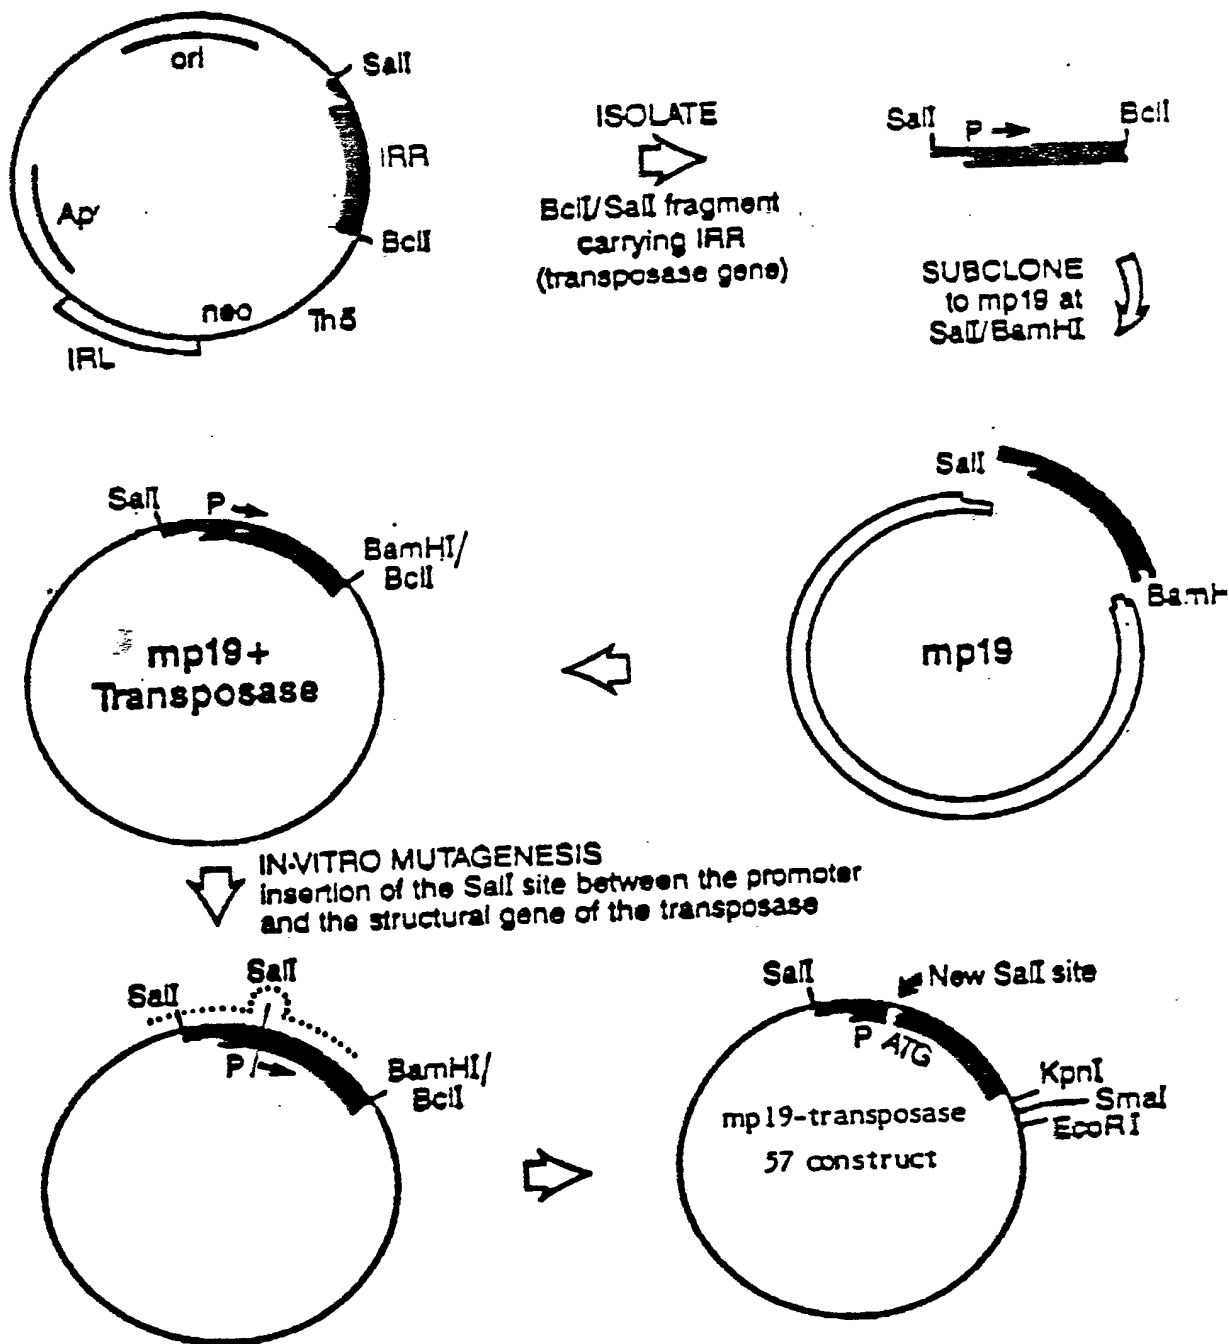 ori
SalI
IRR
Ap^r
BclI
neo
Tn5
IRL
ISOLATE
BclI/SalI fragment
carrying IRR
(transposase gene)
SalI P BclI
SUBCLONE
to mp19 at
SalI/BamHI
SalI
BamH
mp19
SalI P
BamHI/
BclI
mp19+
Transposase
IN-VITRO MUTAGENESIS
Insertion of the SalI site between the promoter
and the structural gene of the transposase
SalI
SalI
P
BamHI/
BclI
SalI
New SalI site
P ATG
KpnI
SmaI
EcoRI
mp19-transposase
57 construct